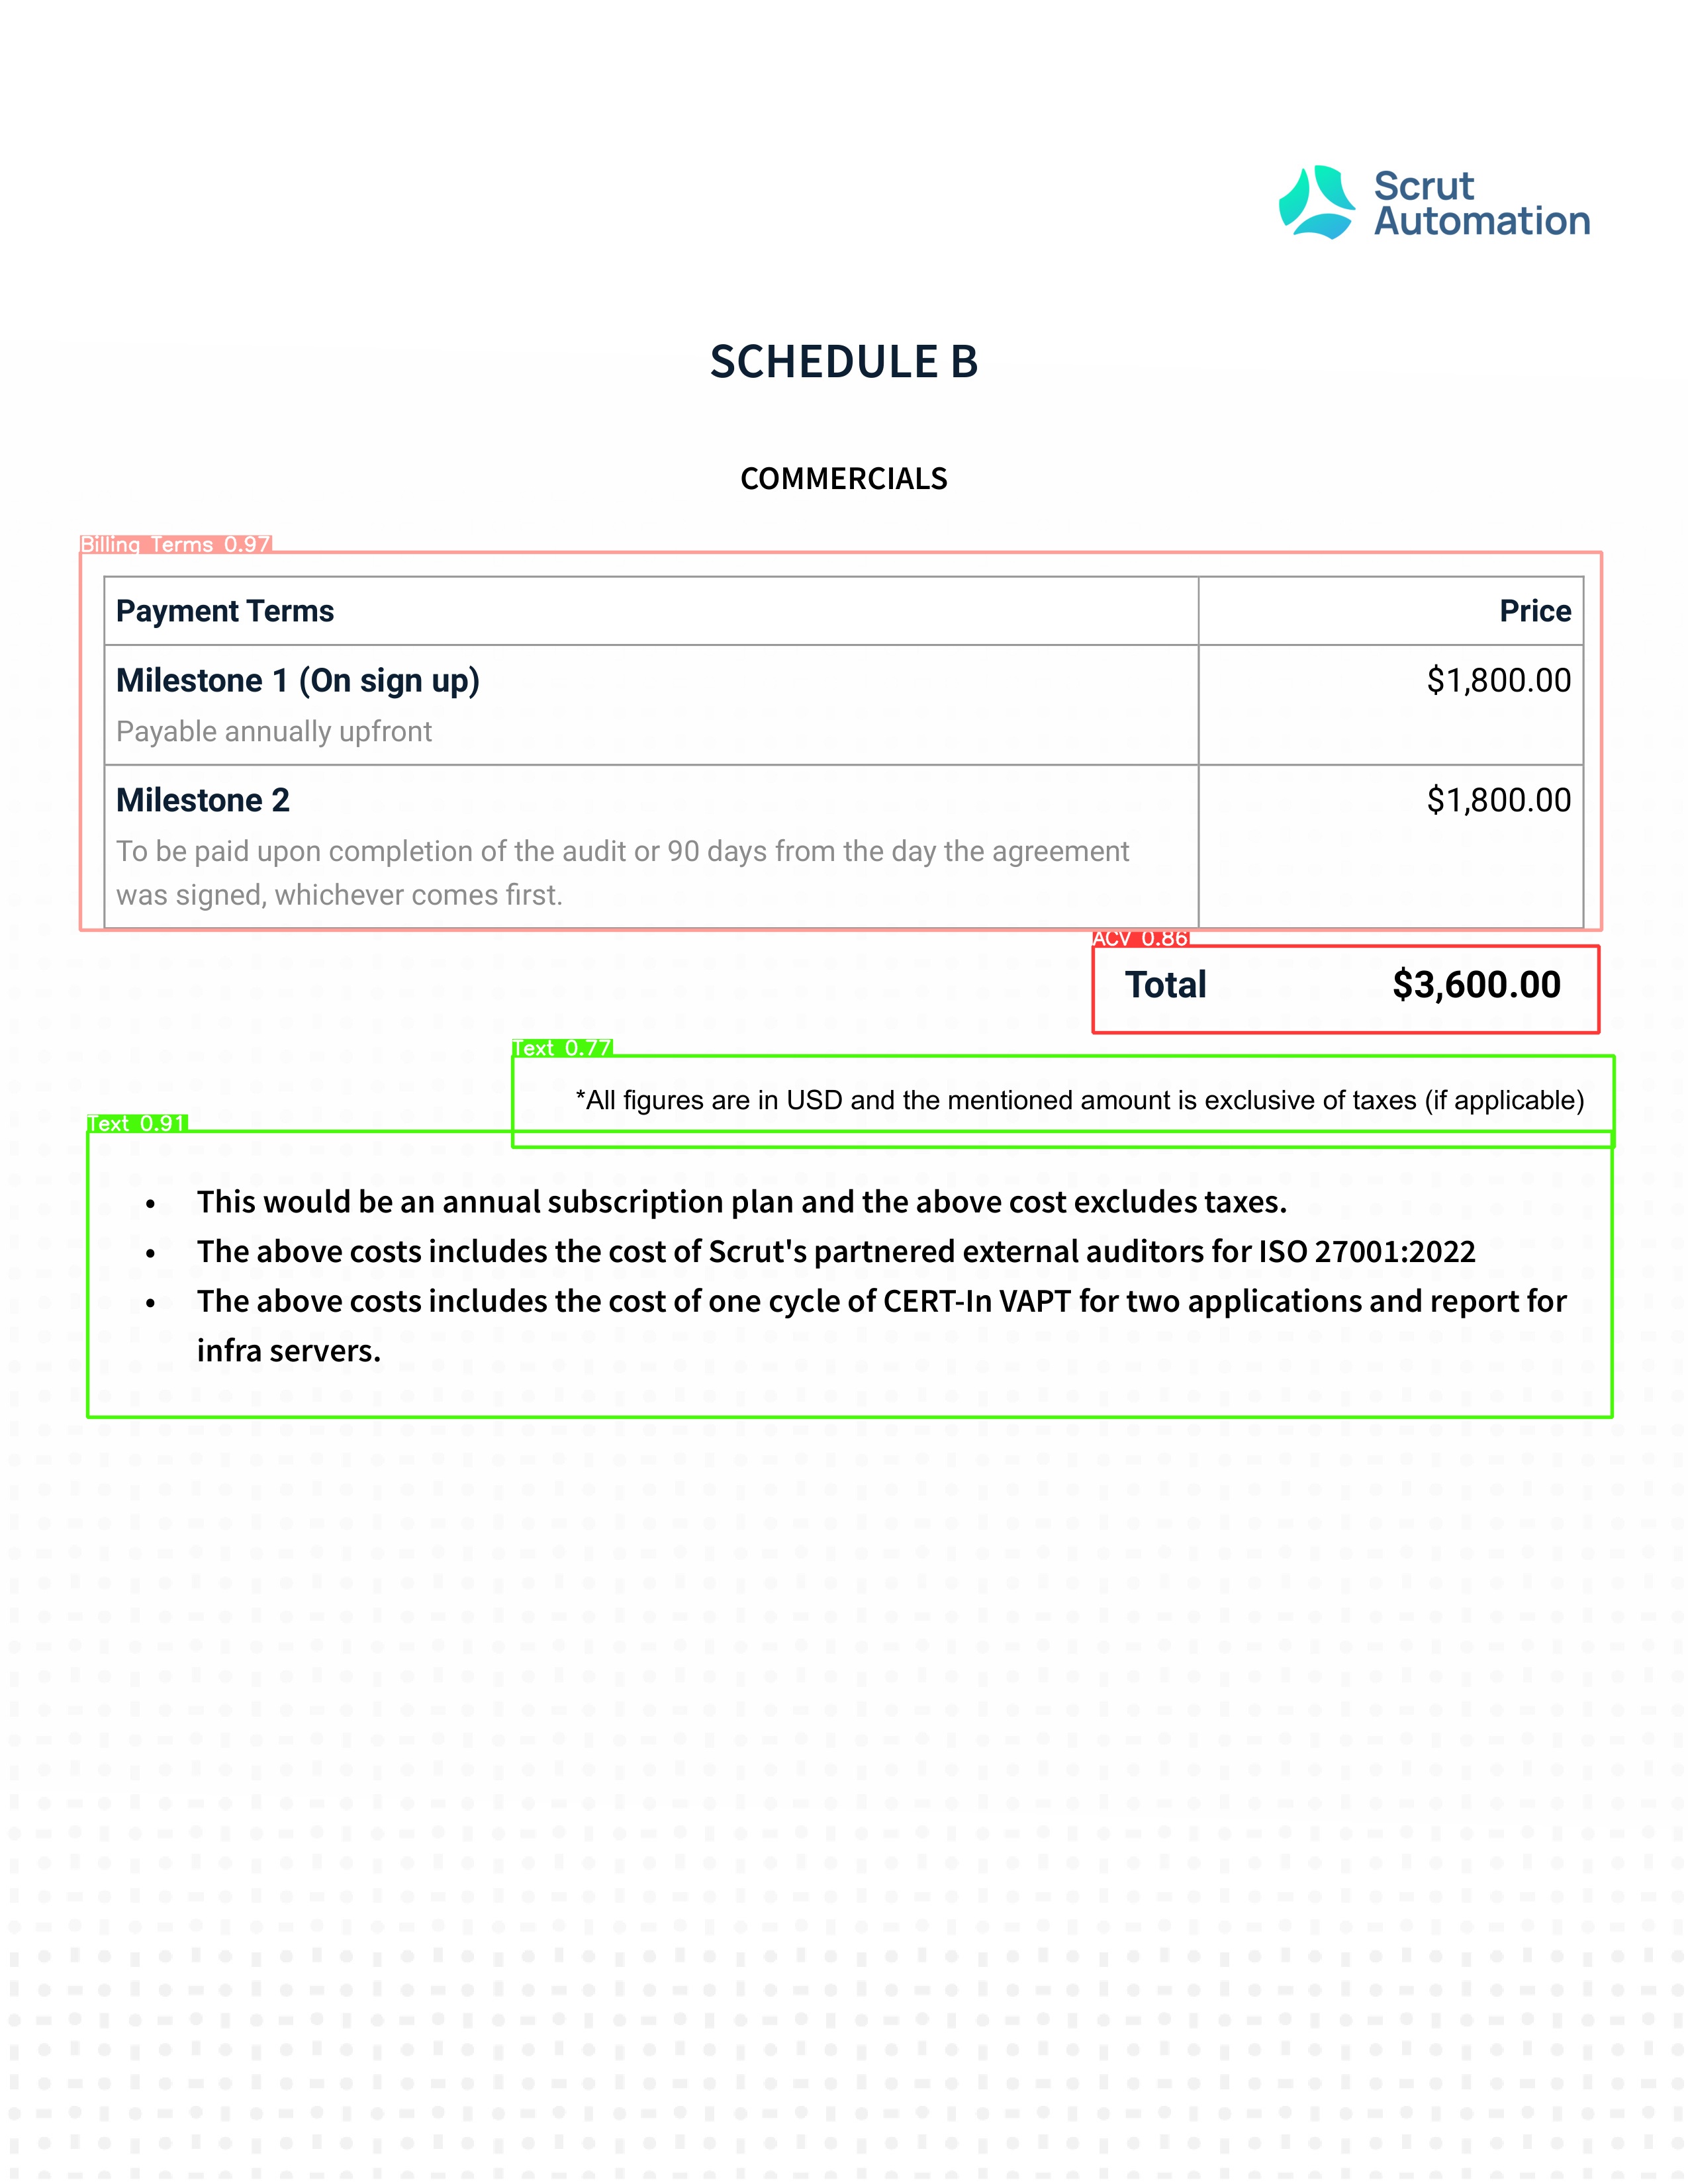 Scrut
Automation
SCHEDULE B
COMMERCIALS
Billing Terms 0.97
Payment Terms Price
Milestone 1 (On sign up) $1,800.00
Payable annually upfront
Milestone 2 $1,800.00
To be paid upon completion of the audit or 90 days from the day the agreement
was signed, whichever comes first.
ACV 0.86
Total $3,600.00
Text 0.77
*All figures are in USD and the mentioned amount is exclusive of taxes (if applicable)
Text 0.91
• This would be an annual subscription plan and the above cost excludes taxes.
• The above costs includes the cost of Scrut's partnered external auditors for ISO 27001:2022
• The above costs includes the cost of one cycle of CERT-In VAPT for two applications and report for
infra servers.